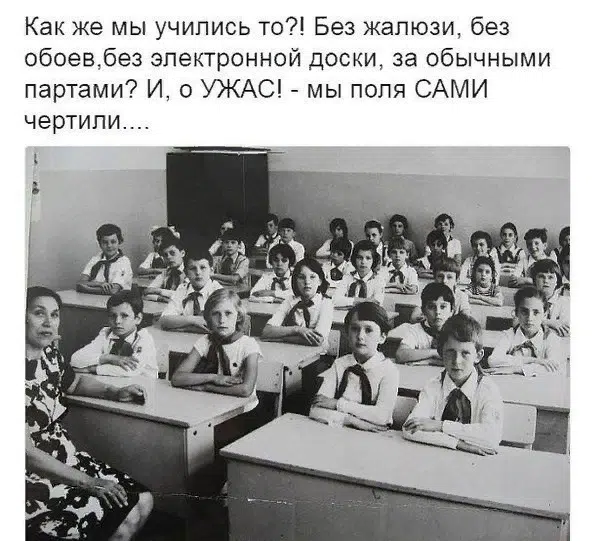 Как же мы учились то?! Без жалюзи, без
обоев,без электронной доски, за обычными
партами? И, о УЖАС! - мы поля САМИ
чертили....